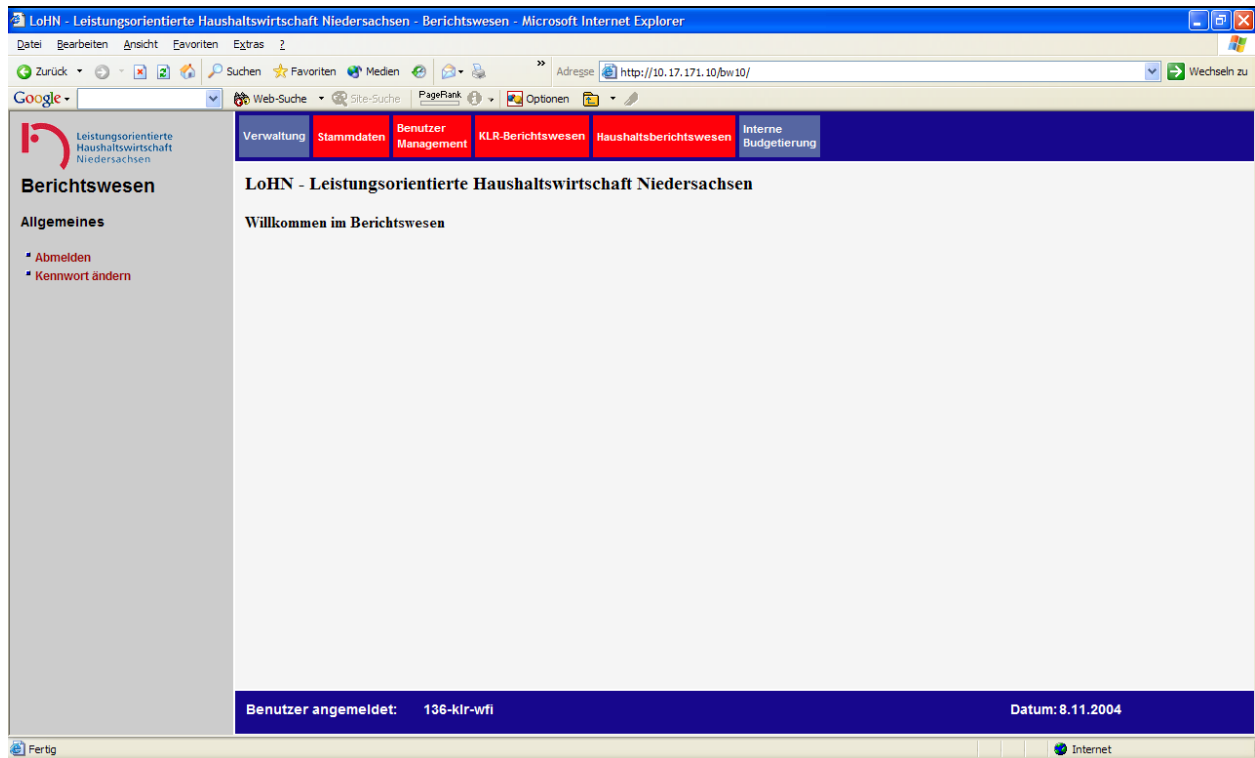 LoHN - Leistungsorientierte Haushaltswirtschaft Niedersachsen - Berichtswesen - Microsoft Internet Explorer
Datei Bearbeiten Ansicht Favoriten Extras ?
Zurück Suchen Favoriten Medien » Adresse http://10.17.171.10/bw10/ Wechseln zu
Google Web-Suche Site-Suche PageRank Optionen
Leistungsorientierte
Haushaltswirtschaft
Niedersachsen
Berichtswesen
Allgemeines
Abmelden
Kennwort ändern
Verwaltung
Stammdaten
Benutzer
Management
KLR-Berichtswesen
Haushaltsberichtswesen
Interne
Budgetierung
LoHN - Leistungsorientierte Haushaltswirtschaft Niedersachsen
Willkommen im Berichtswesen
Benutzer angemeldet: 136-klr-wfi Datum: 8.11.2004
Fertig Internet